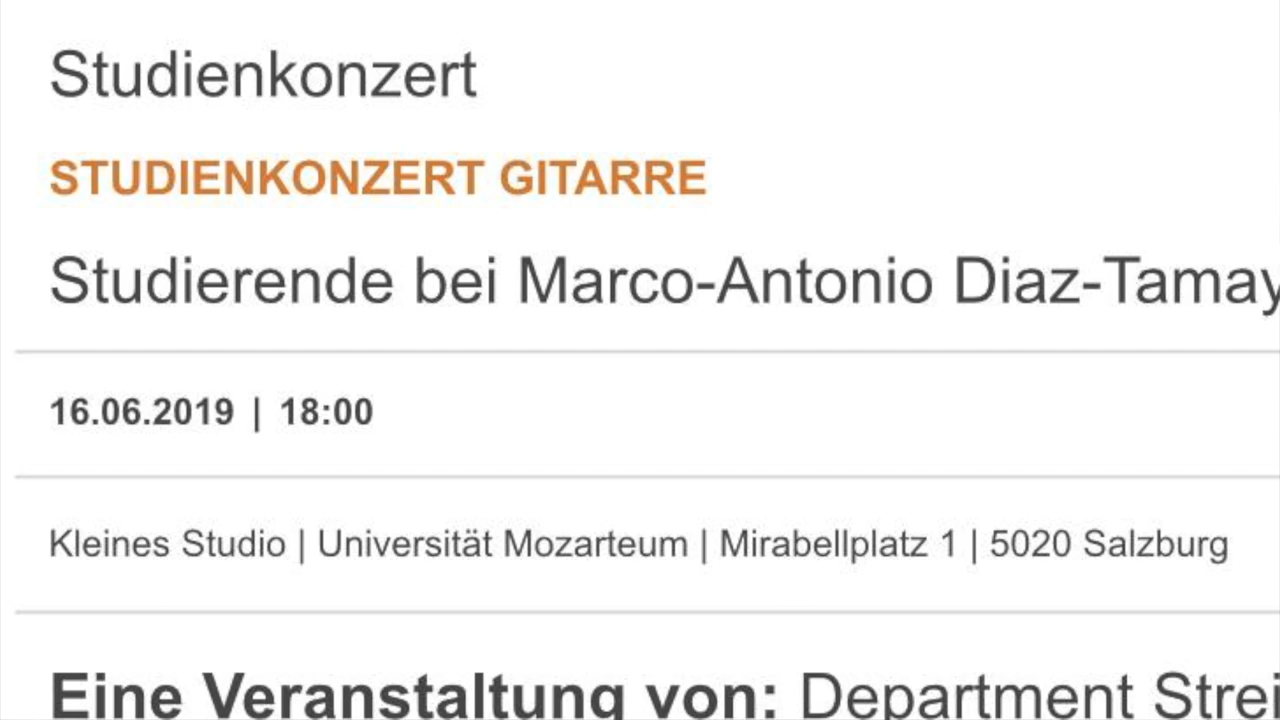 Studienkonzert
STUDIENKONZERT GITARRE
Studierende bei Marco-Antonio Diaz-Tamay
16.06.2019 | 18:00
Kleines Studio | Universität Mozarteum | Mirabellplatz 1 | 5020 Salzburg
Eine Veranstaltung von: Department Strei